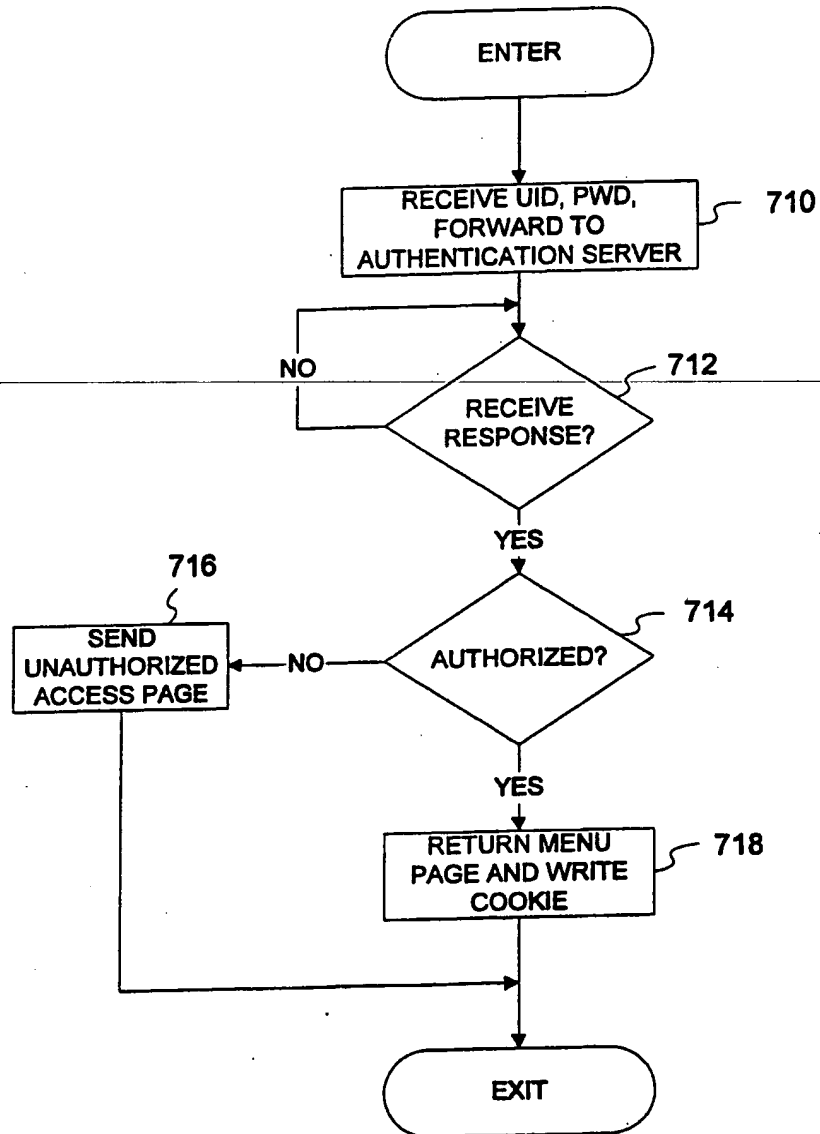 ENTER
RECEIVE UID, PWD,
FORWARD TO
AUTHENTICATION SERVER
710
NO
712
RECEIVE
RESPONSE?
YES
716
714
SEND
UNAUTHORIZED
ACCESS PAGE
NO
AUTHORIZED?
YES
RETURN MENU
PAGE AND WRITE
COOKIE
718
EXIT